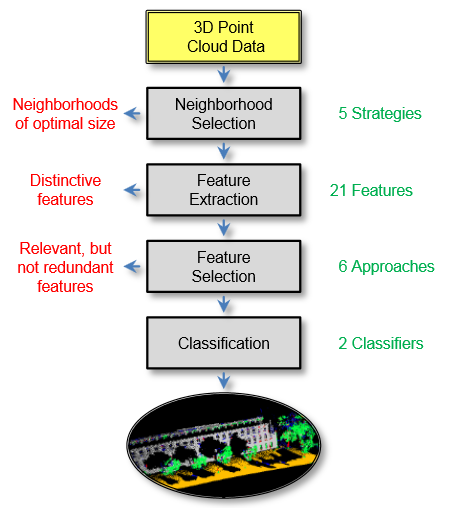 3D Point
Cloud Data
Neighborhoods
of optimal size
Neighborhood
Selection
5 Strategies
Distinctive
features
Feature
Extraction
21 Features
Relevant, but
not redundant
features
Feature
Selection
6 Approaches
Classification
2 Classifiers